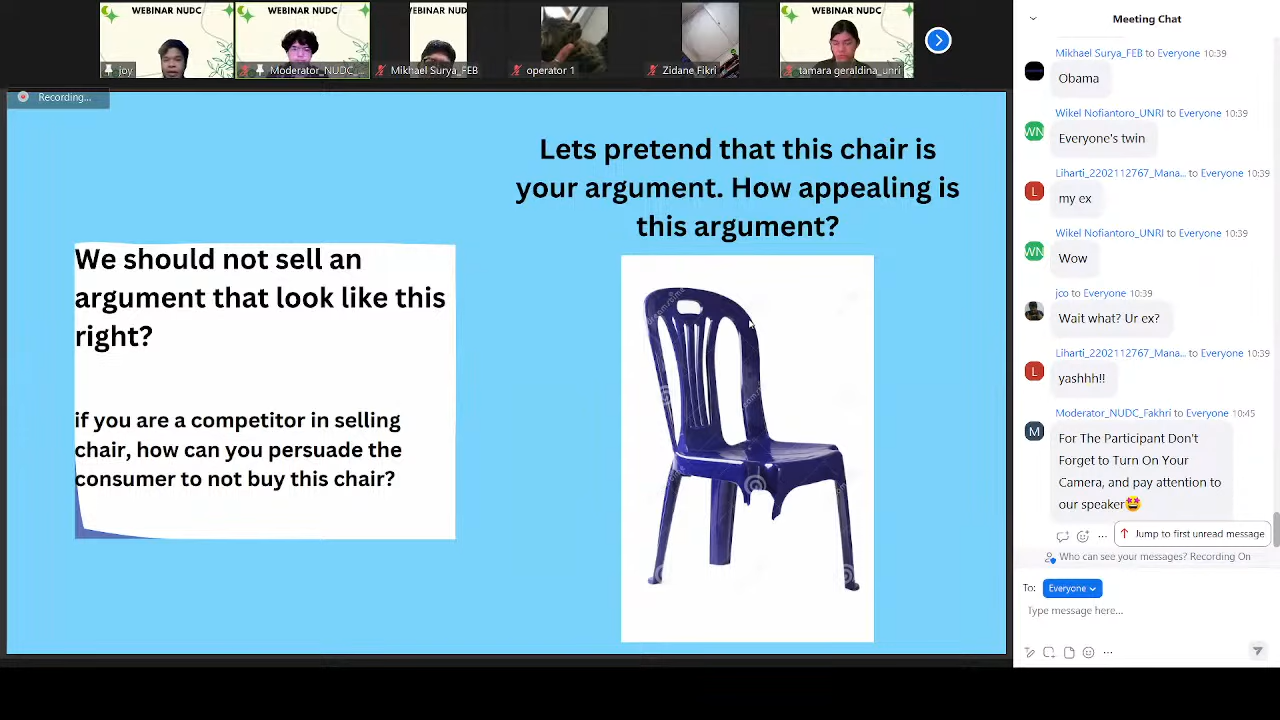 WEBINAR NUDC
WEBINAR NUDC
WEBINAR NUD
WEBINAR NUDC
joy
Moderator_NUDC_...
Mikhael Surya_FEB
operator 1
Zidane Fikri
tamara geraldina_unri
Recording...
Lets pretend that this chair is
your argument. How appealing is
this argument?
We should not sell an
argument that look like this
right?
if you are a competitor in selling
chair, how can you persuade the
consumer to not buy this chair?
Meeting Chat
Mikhael Surya_FEB to Everyone 10:39
Obama
WN
Wikel Nofiantoro_UNRI to Everyone 10:39
Everyone's twin
L
Liharti_2202112767_Mana... to Everyone 10:39
my ex
WN
Wikel Nofiantoro_UNRI to Everyone 10:39
Wow
jco to Everyone 10:39
Wait what? Ur ex?
L
Liharti_2202112767_Mana... to Everyone 10:39
yashhh!!
Moderator_NUDC_Fakhri to Everyone 10:45
M
For The Participant Don't
Forget to Turn On Your
Camera, and pay attention to
our speaker🤩
Jump to first unread message
Who can see your messages? Recording On
To: Everyone
Type message here...